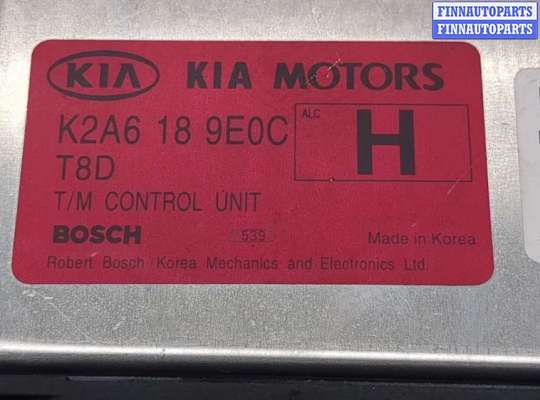 FINNAUTOPARTS
FINNAUTOPARTS
KIA KIA MOTORS
K2A6 18 9E0C
ALC
H
T8D
T/M CONTROL UNIT
BOSCH 539 Made in Korea
Robert Bosch Korea Mechanics and Electronics Ltd.